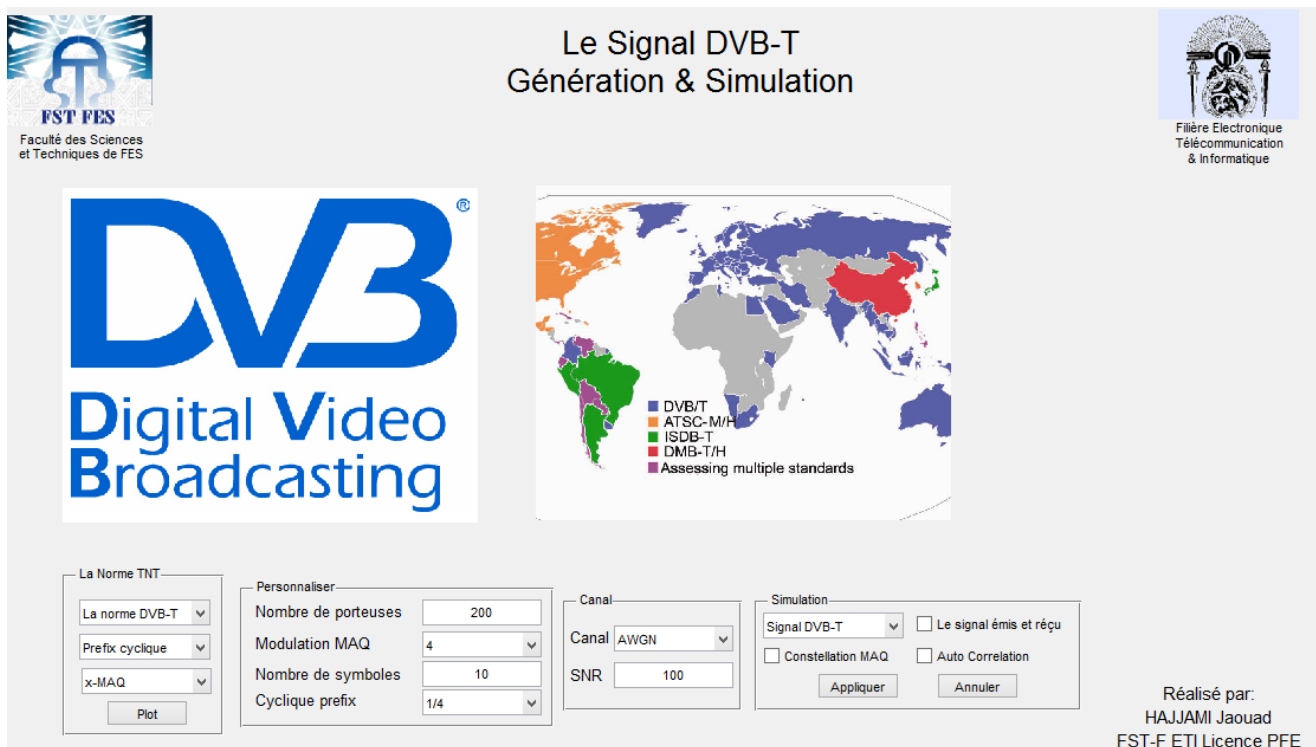 Le Signal DVB-T
Génération & Simulation
FST FES
Faculté des Sciences
et Techniques de FES
Filière Electronique
Télécommunication
& Informatique
DVB®
Digital Video
Broadcasting
DVB/T
ATSC-M/H
ISDB-T
DMB-T/H
Assessing multiple standards
La Norme TNT
La norme DVB-T
Prefix cyclique
x-MAQ
Plot
Personnaliser
Nombre de porteuses 200
Modulation MAQ 4
Nombre de symboles 10
Cyclique prefix 1/4
Canal
Canal AWGN
SNR 100
Simulation
Signal DVB-T Le signal émis et réçu
Constellation MAQ Auto Correlation
Appliquer Annuler
Réalisé par:
HAJJAMI Jaouad
FST-F ETI Licence PFE